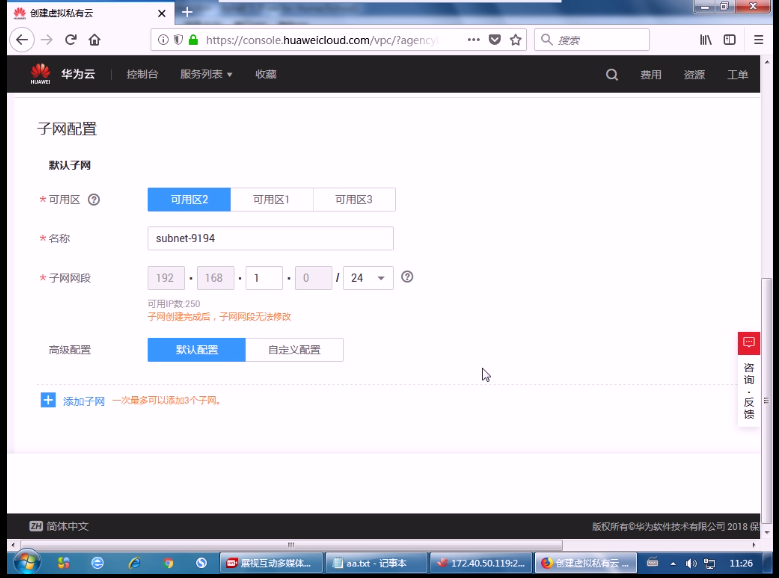 创建虚拟私有云
https://console.huaweicloud.com/vpc/?agency
搜索
HUAWEI 华为云 控制台 服务列表 收藏 费用 资源 工单
子网配置
默认子网
* 可用区 ? 可用区2 可用区1 可用区3
* 名称 subnet-9194
* 子网网段 192 . 168 . 1 . 0 / 24 ?
可用IP数 250
子网创建完成后，子网网段无法修改
高级配置 默认配置 自定义配置
+ 添加子网 一次最多可以添加3个子网。
咨询·反馈
ZH 简体中文 版权所有©华为软件技术有限公司 2018 保
展视互动多媒体... aa.txt - 记事本 172.40.50.119:2... 创建虚拟私有云 ... 11:26